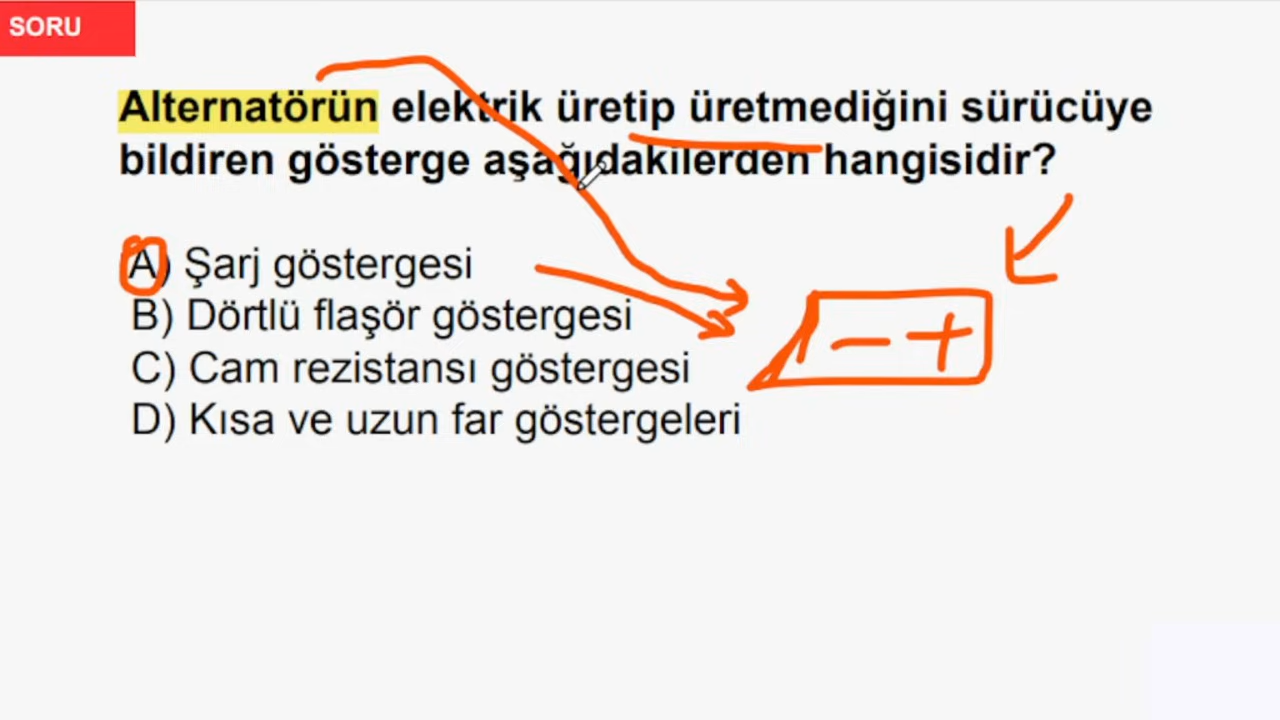 SORU
Alternatörün elektrik üretip üretmediğini sürücüye
bildiren gösterge aşağıdakilerden hangisidir?
A) Şarj göstergesi
B) Dörtlü flaşör göstergesi
C) Cam rezistansı göstergesi
D) Kısa ve uzun far göstergeleri
- +